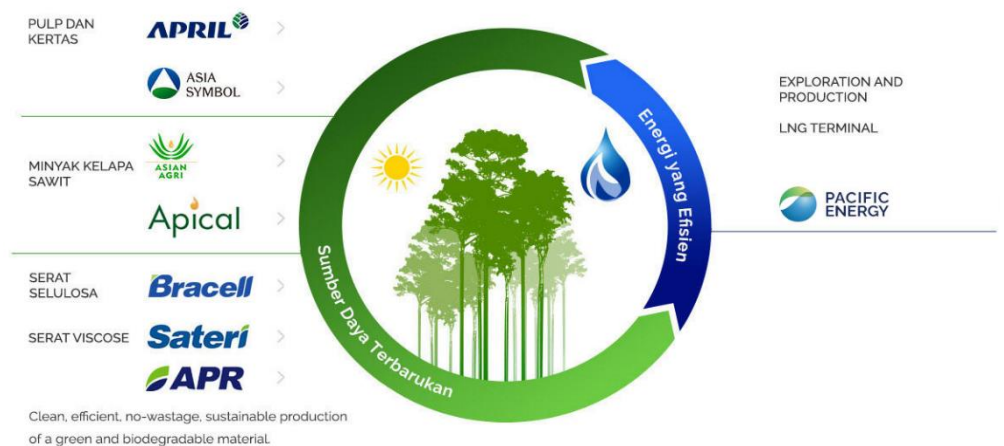 PULP DAN
KERTAS
APRIL
ASIA
SYMBOL
MINYAK KELAPA
SAWIT
ASIAN
AGRI
Apical
SERAT
SELULOSA
Bracell
SERAT VISCOSE
Sateri
APR
Clean, efficient, no-wastage, sustainable production
of a green and biodegradable material.
Sumber Daya Terbarukan
Energi yang Efisien
EXPLORATION AND
PRODUCTION
LNG TERMINAL
PACIFIC
ENERGY